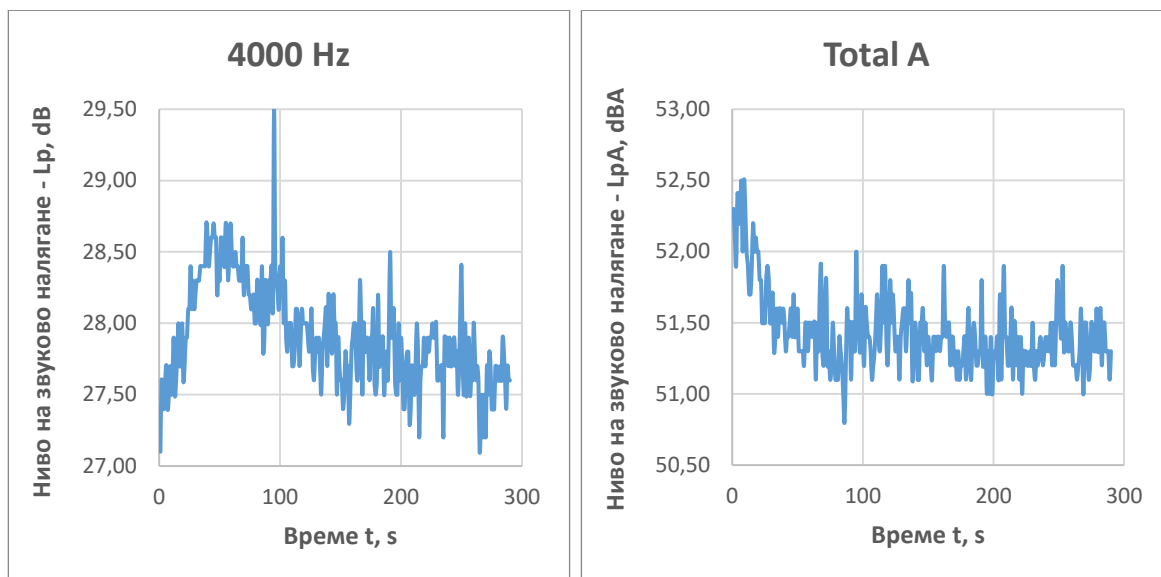 4000 Hz
Ниво на звуково налягане - Lp, dB
29,50
29,00
28,50
28,00
27,50
27,00
0 100 200 300
Време t, s
Total A
Ниво на звуково налягане - LpA, dBA
53,00
52,50
52,00
51,50
51,00
50,50
0 100 200 300
Време t, s